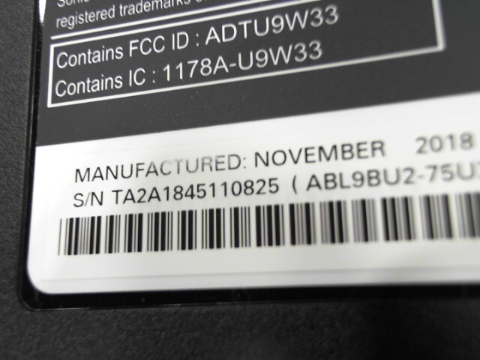 registered trademarks
Contains FCC ID : ADTU9W33
Contains IC : 1178A-U9W33
MANUFACTURED: NOVEMBER 2018
S/N TA2A1845110825 ( ABL9BU2-75U